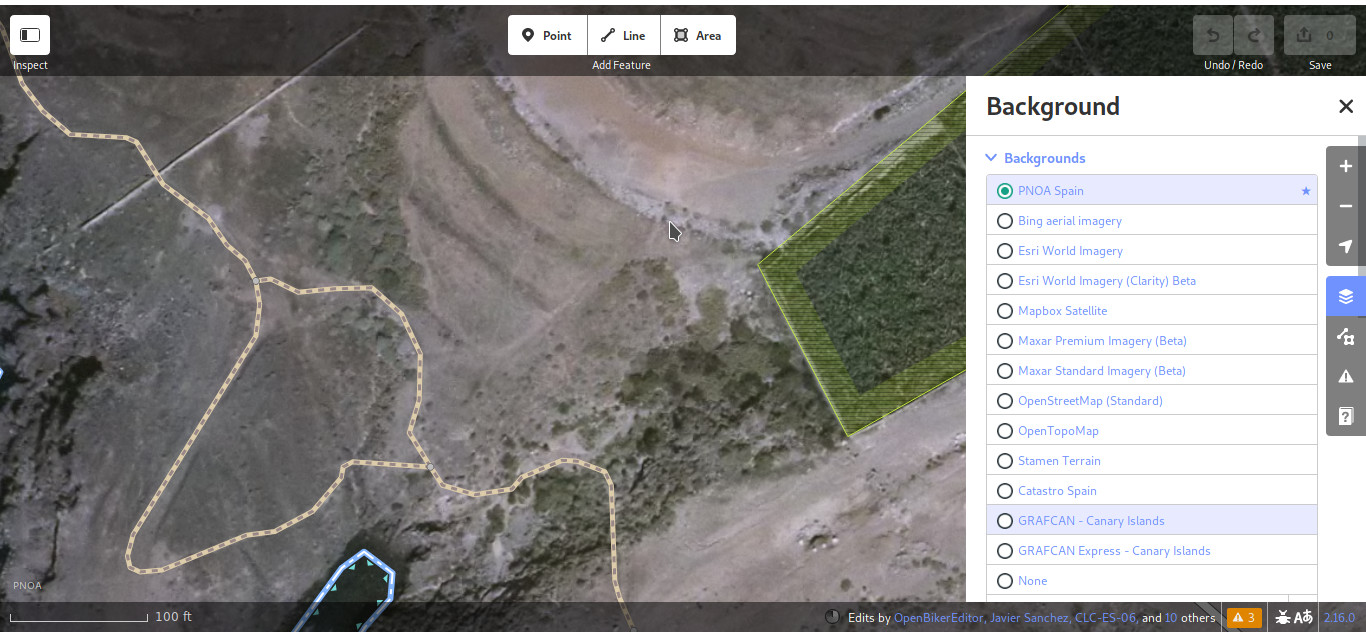 Point
Line
Area
Inspect
Add Feature
Undo / Redo
0
Save
Background
Backgrounds
PNOA Spain
Bing aerial imagery
Esri World Imagery
Esri World Imagery (Clarity) Beta
Mapbox Satellite
Maxar Premium Imagery (Beta)
Maxar Standard Imagery (Beta)
OpenStreetMap (Standard)
OpenTopoMap
Stamen Terrain
Catastro Spain
GRAFCAN - Canary Islands
GRAFCAN Express - Canary Islands
None
PNOA
100 ft
Edits by OpenBikerEditor, Javier Sanchez, CLC-ES-06, and 10 others
3
2.16.0